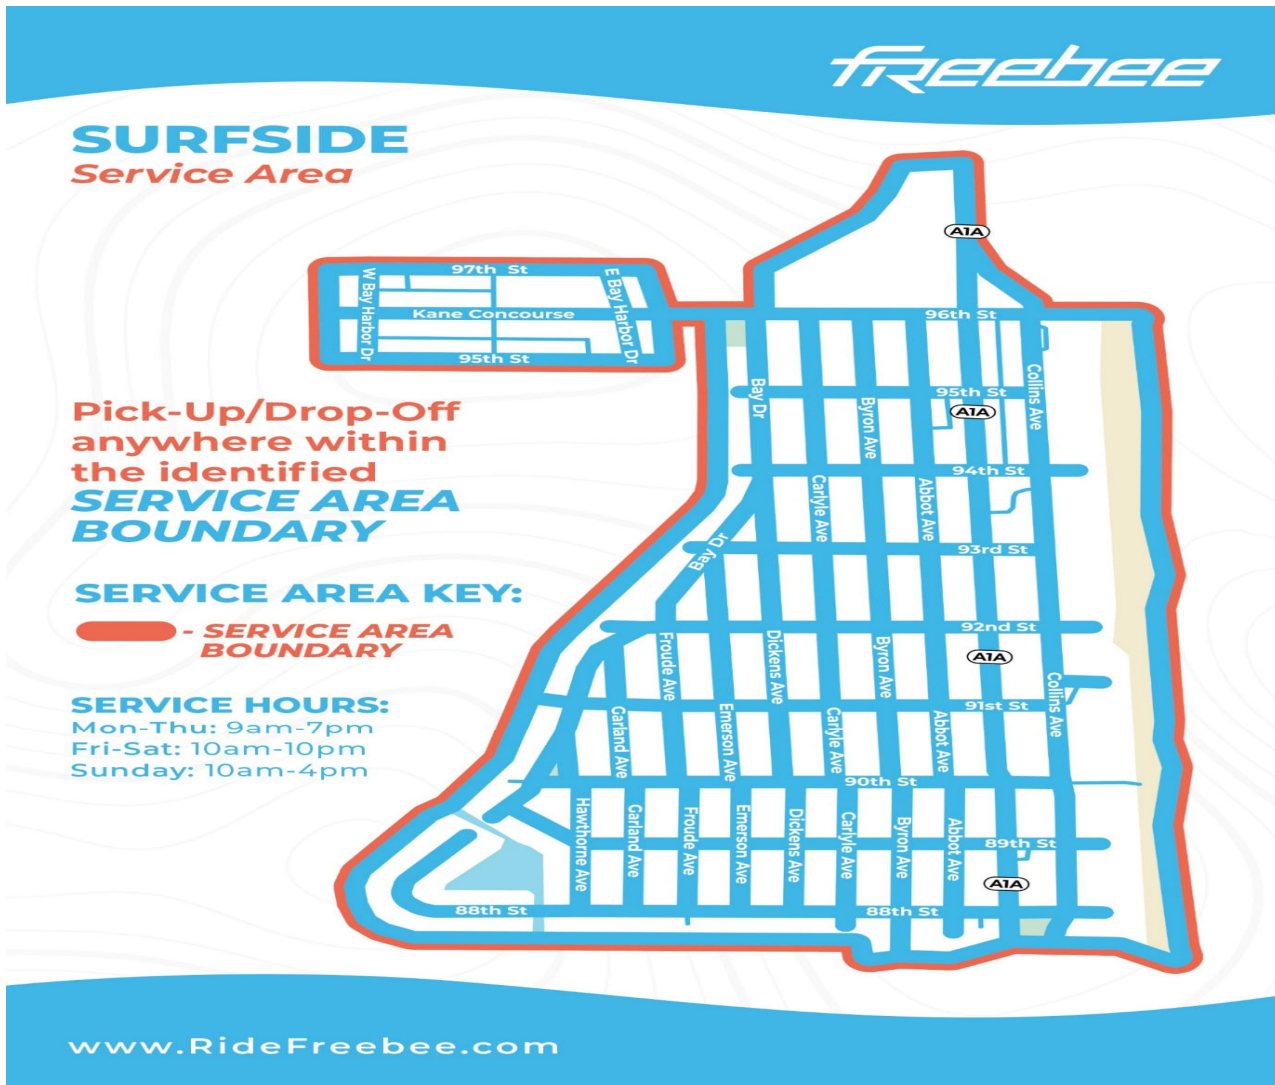 freebee
SURFSIDE
Service Area
A1A
97th St
W Bay Harbor Dr
E Bay Harbor Dr
Kane Concourse
95th St
96th St
Pick-Up/Drop-Off
anywhere within
the identified
SERVICE AREA
BOUNDARY
Bay Dr
95th St
Collins Ave
A1A
Byron Ave
94th St
Carlyle Ave
Abbot Ave
Bay Dr
93rd St
SERVICE AREA KEY:
- SERVICE AREA
BOUNDARY
92nd St
Froude Ave
Dickens Ave
Byron Ave
A1A
Collins Ave
91st St
SERVICE HOURS:
Mon-Thu: 9am-7pm
Fri-Sat: 10am-10pm
Sunday: 10am-4pm
Garland Ave
Emerson Ave
Carlyle Ave
Abbot Ave
90th St
Hawthorne Ave
Garland Ave
Froude Ave
Emerson Ave
Dickens Ave
Carlyle Ave
Byron Ave
Abbot Ave
89th St
A1A
88th St
88th St
www.RideFreebee.com